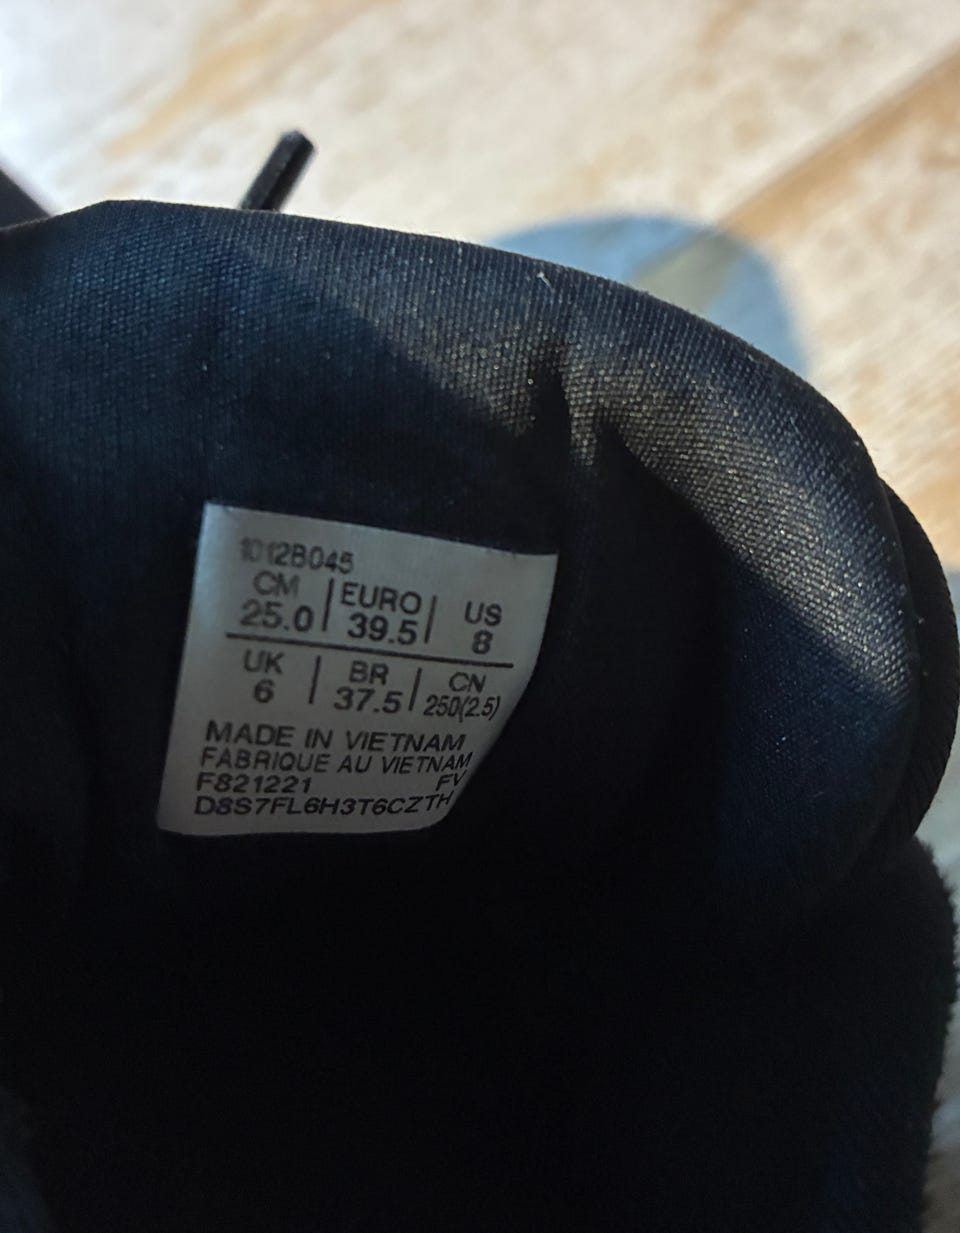 1012B045
CM | EURO | US
25.0 | 39.5 | 8
UK | BR | CN
6 | 37.5 | 250(2.5)
MADE IN VIETNAM
FABRIQUE AU VIETNAM
F821221 FV
D8S7FL6H3T6CZTH